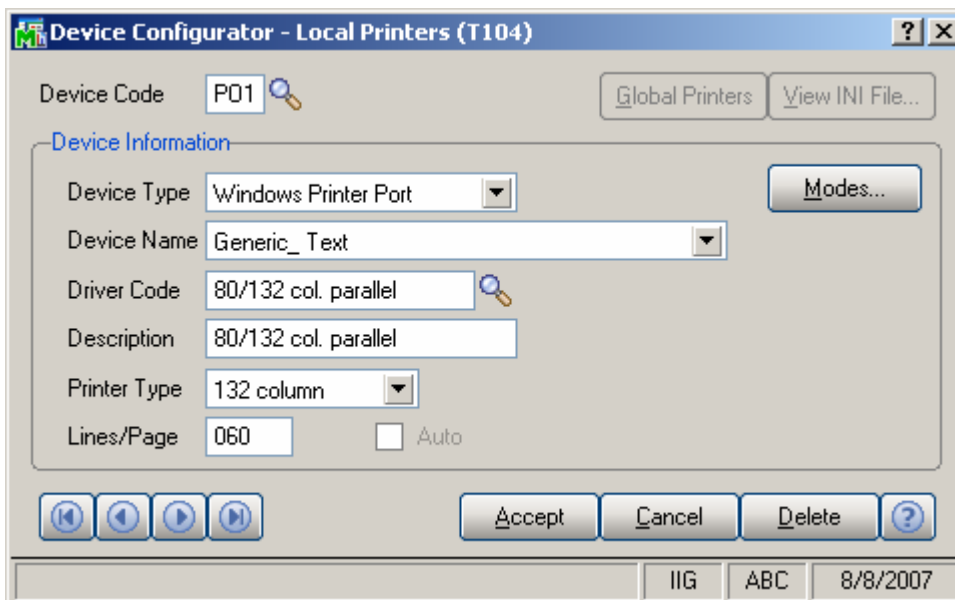 Device Configurator - Local Printers (T104)
Device Code P01 Global Printers View INI File...
Device Information
Device Type Windows Printer Port Modes...
Device Name Generic_ Text
Driver Code 80/132 col. parallel
Description 80/132 col. parallel
Printer Type 132 column
Lines/Page 060 Auto
Accept Cancel Delete ?
IIG ABC 8/8/2007